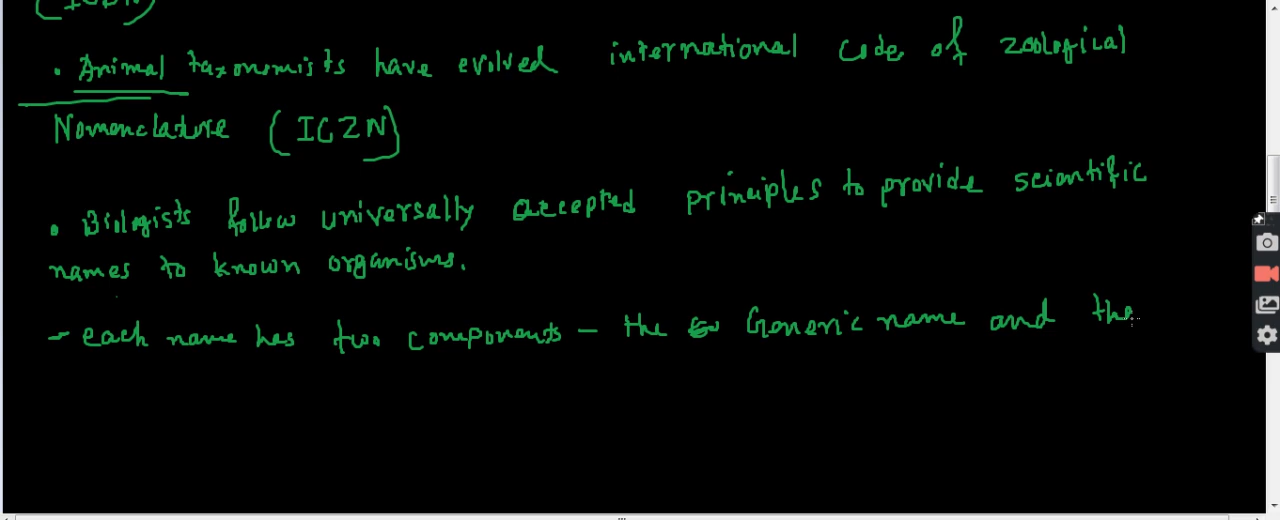 (ICBN)
. Animal taxonomists have evolved international code of zoological
Nomenclature (ICZN)
. Biologists follow universally accepted principles to provide scientific
names to known organisms.
- each name has two components - the Generic name and the